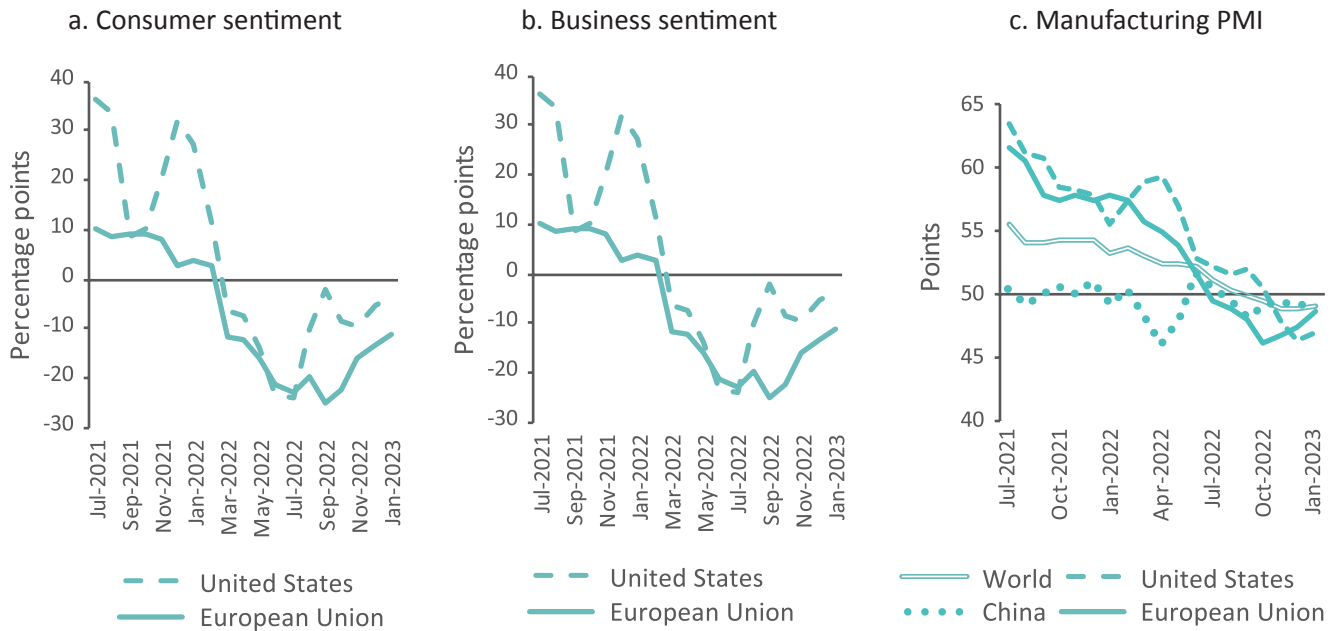 a. Consumer sentiment
Percentage points
40
30
20
10
0
-10
-20
-30
Jul-2021
Sep-2021
Nov-2021
Jan-2022
Mar-2022
May-2022
Jul-2022
Sep-2022
Nov-2022
Jan-2023
United States
European Union
b. Business sentiment
Percentage points
40
30
20
10
0
-10
-20
-30
Jul-2021
Sep-2021
Nov-2021
Jan-2022
Mar-2022
May-2022
Jul-2022
Sep-2022
Nov-2022
Jan-2023
United States
European Union
c. Manufacturing PMI
Points
65
60
55
50
45
40
Jul-2021
Oct-2021
Jan-2022
Apr-2022
Jul-2022
Oct-2022
Jan-2023
World
United States
China
European Union